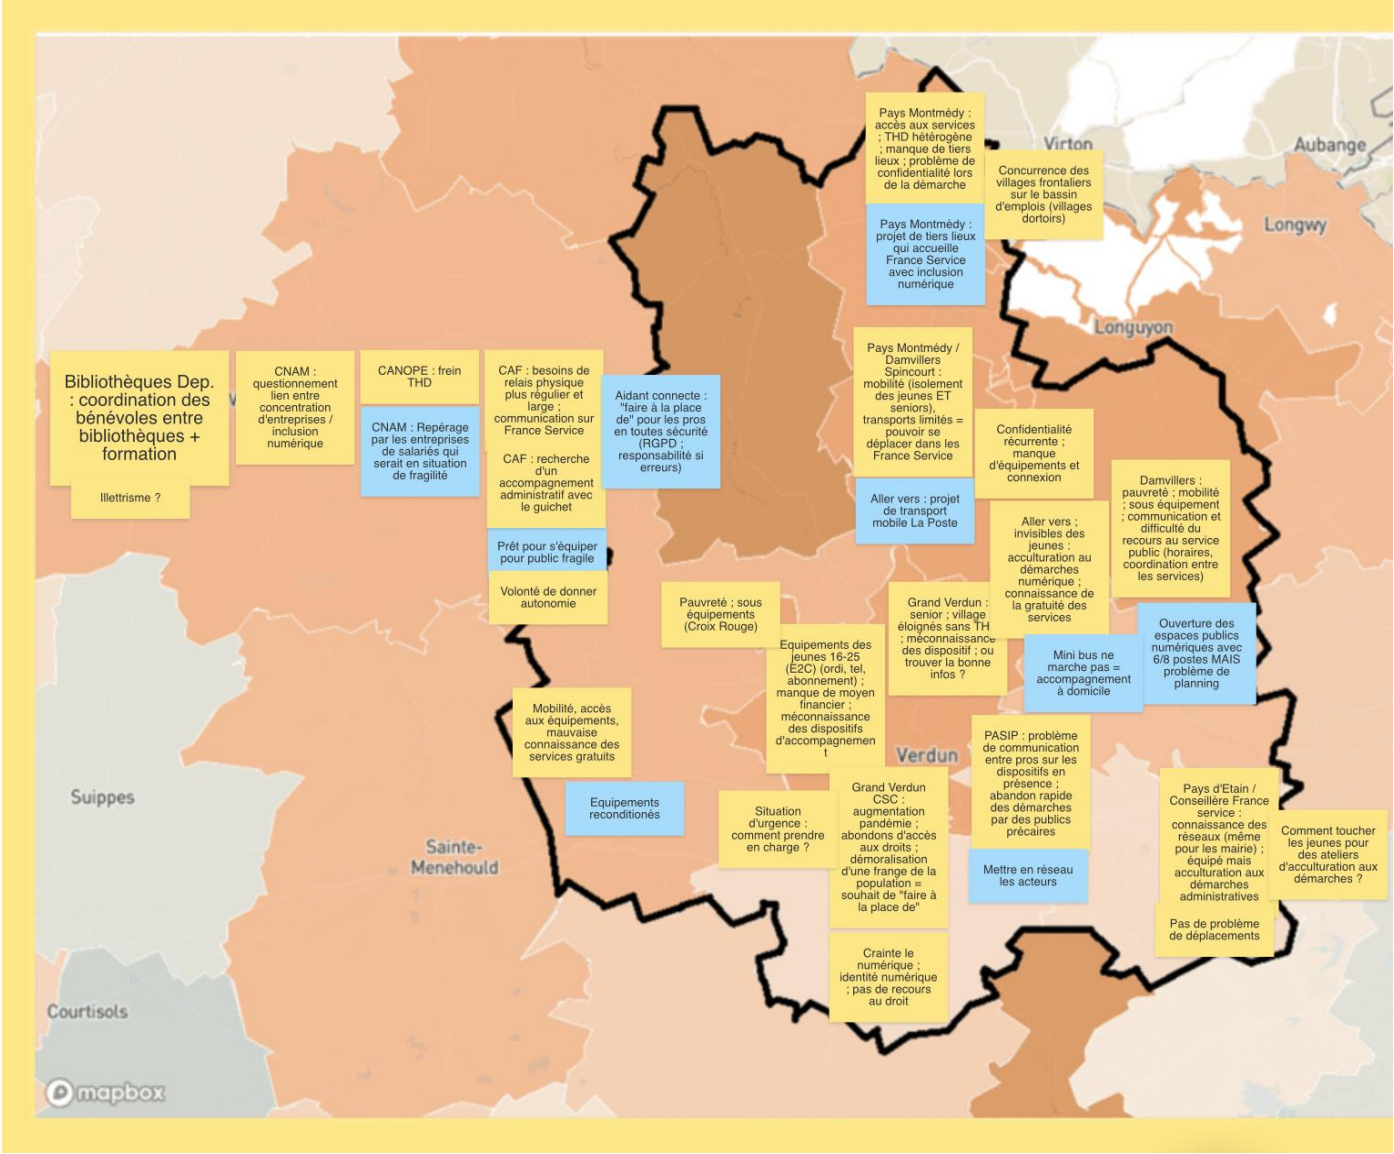 Pays Montmédy :
accès aux services
; THD hétérogène
; manque de tiers
lieux ; problème de
confidentialité lors
de la démarche
Virton
Aubange
Concurrence des
villages frontaliers
sur le bassin
d'emplois (villages
dortoirs)
Longwy
Pays Montmédy :
projet de tiers lieux
qui accueille
France Service
avec inclusion
numérique
Longuyon
Bibliothèques Dep.
: coordination des
bénévoles entre
bibliothèques +
formation
Illettrisme ?
CNAM :
questionnement
lien entre
concentration
d'entreprises /
inclusion
numérique
CANOPE : frein
THD
CNAM : Repérage
par les entreprises
de salariés qui
serait en situation
de fragilité
CAF : besoins de
relais physique
plus régulier et
large ;
communication sur
France Service
CAF : recherche
d'un
accompagnement
administratif avec
le guichet
Prêt pour s'équiper
pour public fragile
Volonté de donner
autonomie
Aidant connecte :
"faire à la place
de" pour les pros
en toutes sécurité
(RGPD ;
responsabilité si
erreurs)
Pays Montmédy /
Damvillers
Spincourt :
mobilité (isolement
des jeunes ET
seniors),
transports limités =
pouvoir se
déplacer dans les
France Service
Aller vers : projet
de transport
mobile La Poste
Confidentialité
récurrente ;
manque
d'équipements et
connexion
Aller vers ;
invisibles des
jeunes :
acculturation au
démarches
numérique ;
connaissance de
la gratuité des
services
Damvillers :
pauvreté ; mobilité
; sous équipement
; communication et
difficulté du
recours au service
public (horaires,
coordination entre
les services)
Pauvreté ; sous
équipements
(Croix Rouge)
Equipements des
jeunes 16-25
(E2C) (ordi, tel,
abonnement) ;
manque de moyen
financier ;
méconnaissance
des dispositifs
d'accompagnemen
t
Grand Verdun :
senior ; village
éloignés sans TH
; méconnaissance
des dispositif ; ou
trouver la bonne
infos ?
Mini bus ne
marche pas =
accompagnement
à domicile
Ouverture des
espaces publics
numériques avec
6/8 postes MAIS
problème de
planning
Mobilité, accès
aux équipements,
mauvaise
connaissance des
services gratuits
Equipements
reconditionés
Verdun
PASIP : problème
de communication
entre pros sur les
dispositifs en
présence ;
abandon rapide
des démarches
par des publics
précaires
Mettre en réseau
les acteurs
Situation
d'urgence :
comment prendre
en charge ?
Grand Verdun
CSC :
augmentation
pandémie ;
abondons d'accès
aux droits ;
démoralisation
d'une frange de la
population =
souhait de "faire à
la place de"
Crainte le
numérique ;
identité numérique
; pas de recours
au droit
Pays d'Etain /
Conseillère France
service :
connaissance des
réseaux (même
pour les mairie) ;
équipé mais
acculturation aux
démarches
administratives
Pas de problème
de déplacements
Comment toucher
les jeunes pour
des ateliers
d'acculturation aux
démarches ?
Suippes
Sainte-
Menehould
Courtisols
mapbox